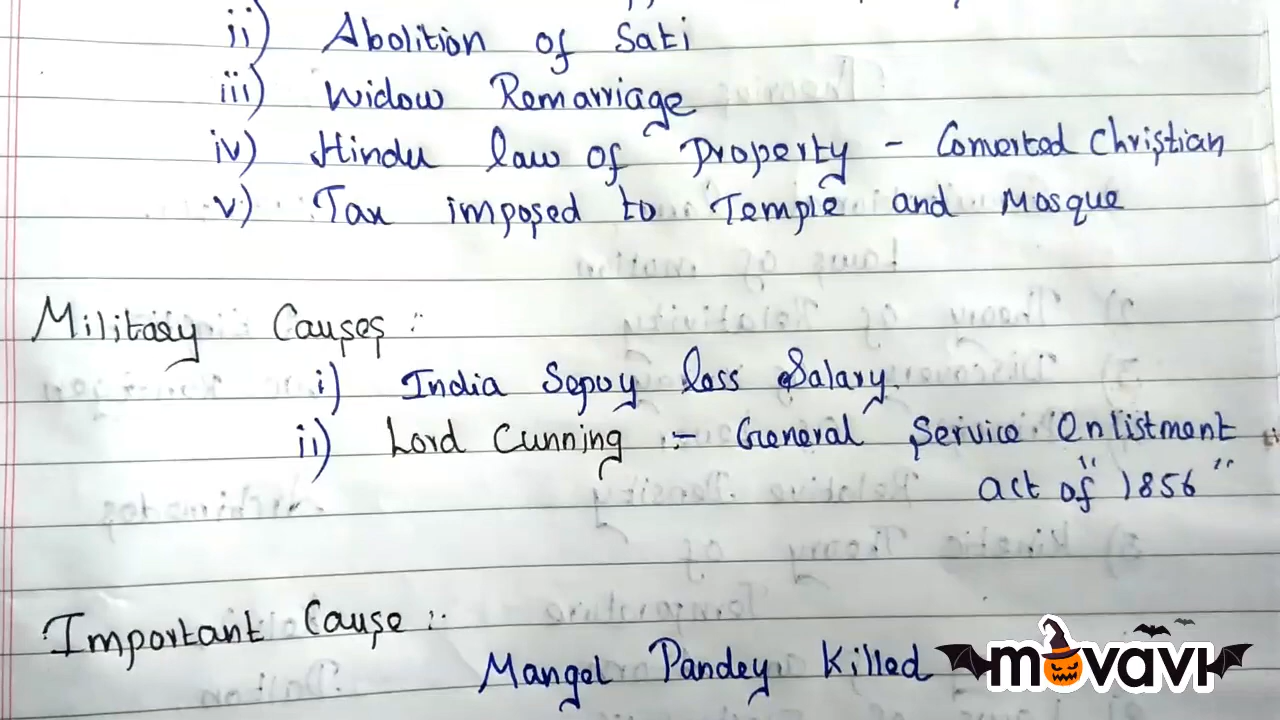 ii) Abolition of Sati
iii) Widow Remarriage
iv) Hindu law of Property - Converted Christian
v) Tax imposed to Temple and Mosque
Military Causes :-
i) India Sepoy less Salary.
ii) Lord Cunning :- General Service Enlistment
act of "1856"
Important Cause :-
Mangel Pandey Killed
movavi